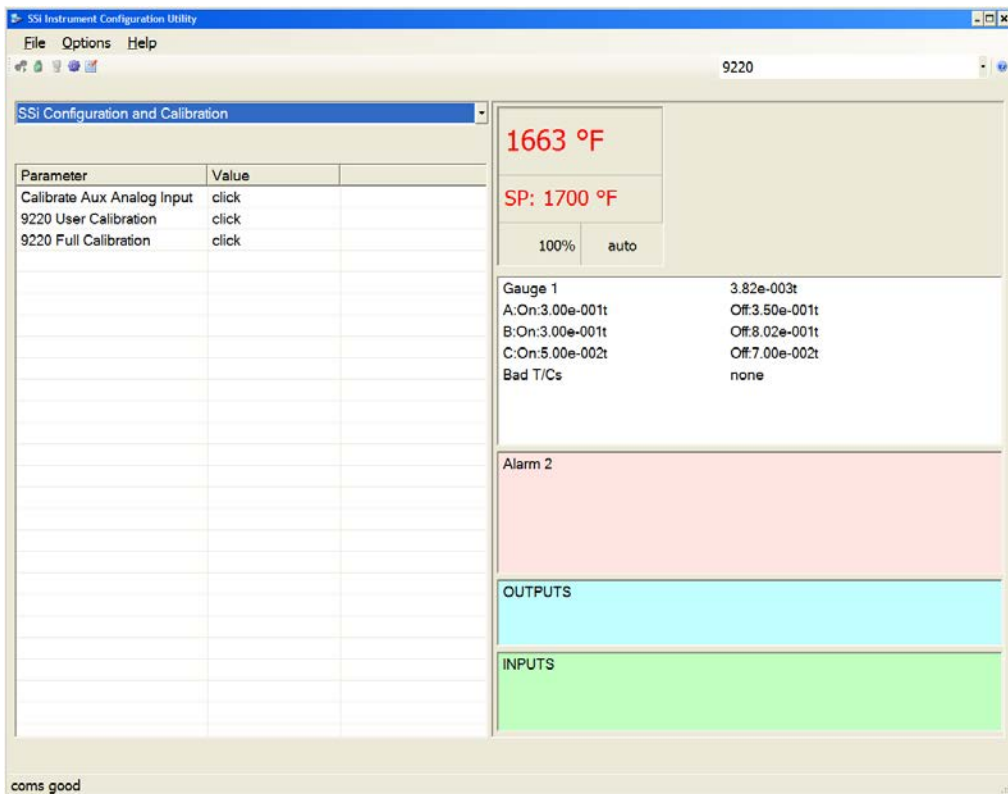 SSi Instrument Configuration Utility
File Options Help
9220
SSi Configuration and Calibration
Parameter Value
Calibrate Aux Analog Input click
9220 User Calibration click
9220 Full Calibration click
1663 °F
SP: 1700 °F
100% auto
Gauge 1 3.82e-003t
A:On:3.00e-001t Off:3.50e-001t
B:On:3.00e-001t Off:8.02e-001t
C:On:5.00e-002t Off:7.00e-002t
Bad T/Cs none
Alarm 2
OUTPUTS
INPUTS
coms good